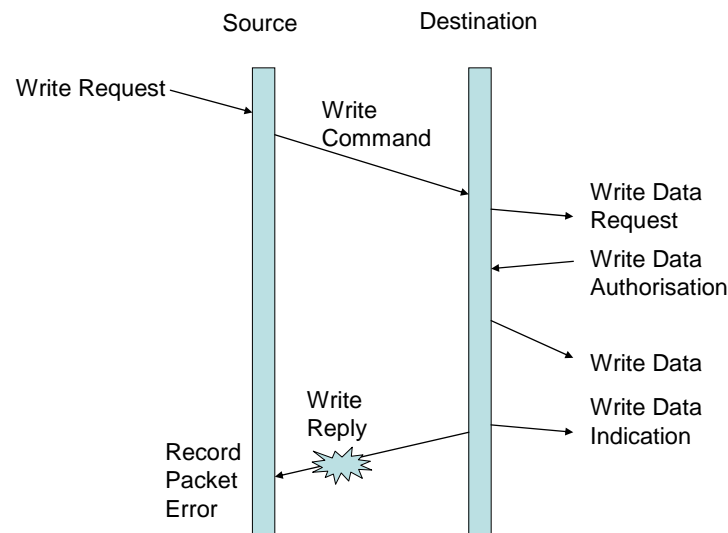 Source
Destination
Write Request
Write
Command
Write Data
Request
Write Data
Authorisation
Write Data
Write
Reply
Write Data
Indication
Record
Packet
Error